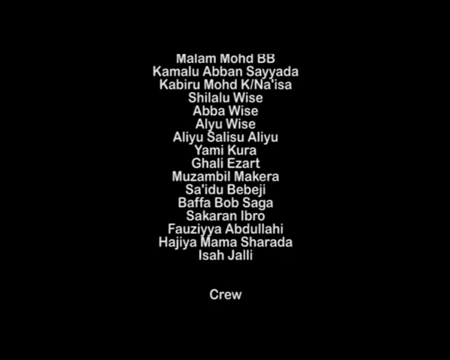 Malam Mohd BB
Kamalu Abban Sayyada
Kabiru Mohd K/Na'isa
Shilalu Wise
Abba Wise
Alyu Wise
Aliyu Salisu Aliyu
Yami Kura
Ghali Ezart
Muzambil Makera
Sa'idu Bebeji
Baffa Bob Saga
Sakaran Ibro
Fauziyya Abdullahi
Hajiya Mama Sharada
Isah Jalli
Crew